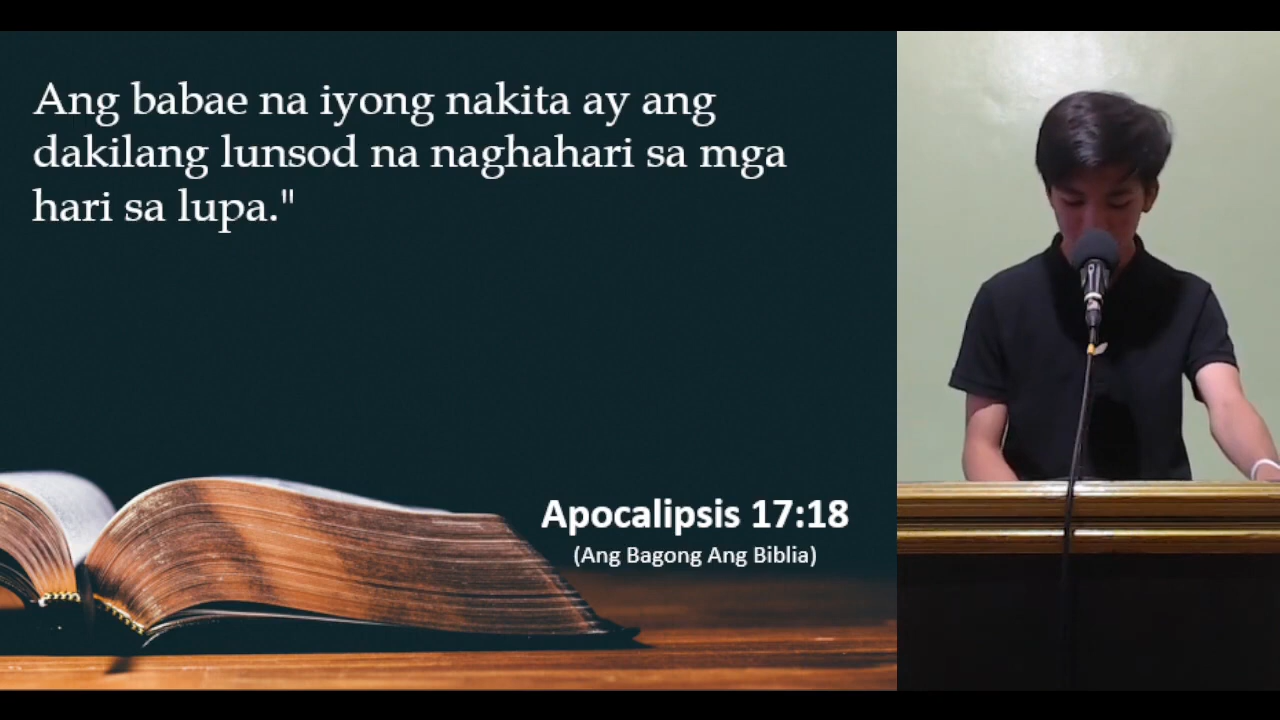 Ang babae na iyong nakita ay ang
dakilang lunsod na naghahari sa mga
hari sa lupa."
Apocalipsis 17:18
(Ang Bagong Ang Biblia)